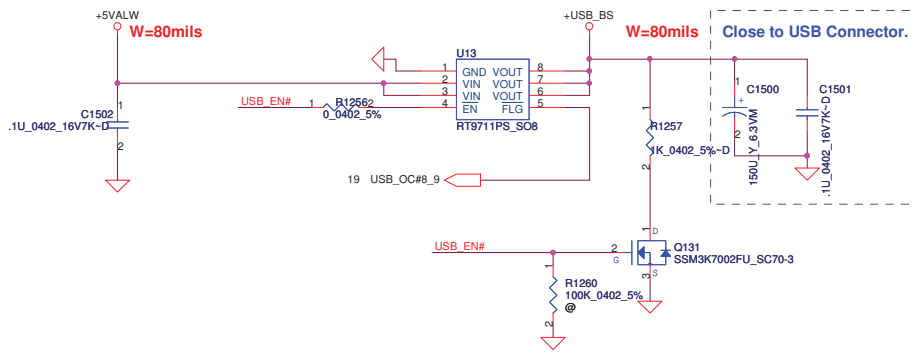 +5VALW
W=80mils
+USB_BS
W=80mils
Close to USB Connector.
U13
1 GND VOUT 8
2 VIN VOUT 7
3 VIN VOUT 6
4 EN FLG 5
RT9711PS_SO8
USB_EN#
1 R1256 2
0_0402_5%
1
C1502
.1U_0402_16V7K~D
2
1
R1257
1K_0402_5%~D
2
1
+
C1500
2
150U_Y_6.3VM
1
C1501
2
.1U_0402_16V7K~D
19 USB_OC#8_9
USB_EN#
1
D
2
G
Q131
SSM3K7002FU_SC70-3
3
S
1
R1260
100K_0402_5%
@
2